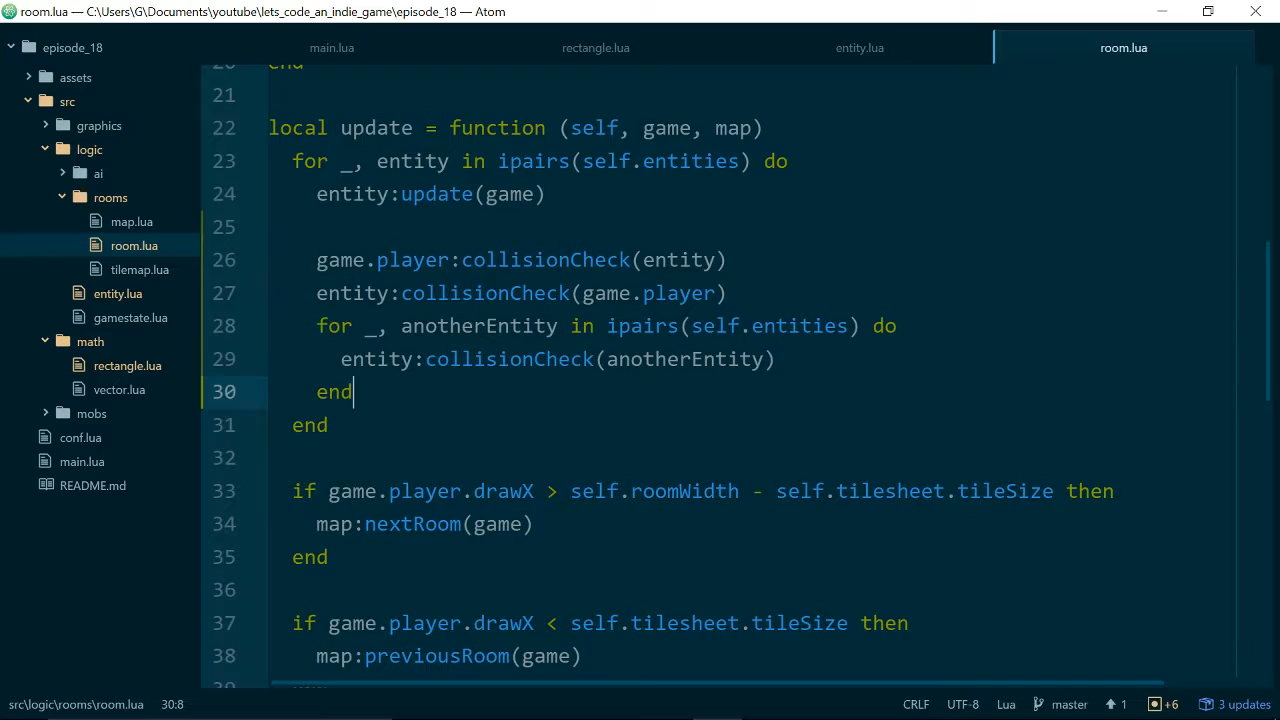 room.lua — C:\Users\G\Documents\youtube\lets_code_an_indie_game\episode_18 — Atom
episode_18
main.lua
rectangle.lua
entity.lua
room.lua
assets
src
graphics
logic
ai
rooms
map.lua
room.lua
tilemap.lua
entity.lua
gamestate.lua
math
rectangle.lua
vector.lua
mobs
conf.lua
main.lua
README.md
20 end
21
22 local update = function (self, game, map)
23 for _, entity in ipairs(self.entities) do
24 entity:update(game)
25
26 game.player:collisionCheck(entity)
27 entity:collisionCheck(game.player)
28 for _, anotherEntity in ipairs(self.entities) do
29 entity:collisionCheck(anotherEntity)
30 end
31 end
32
33 if game.player.drawX > self.roomWidth - self.tilesheet.tileSize then
34 map:nextRoom(game)
35 end
36
37 if game.player.drawX < self.tilesheet.tileSize then
38 map:previousRoom(game)
src\logic\rooms\room.lua 30:8
CRLF UTF-8 Lua master 1 +6 3 updates